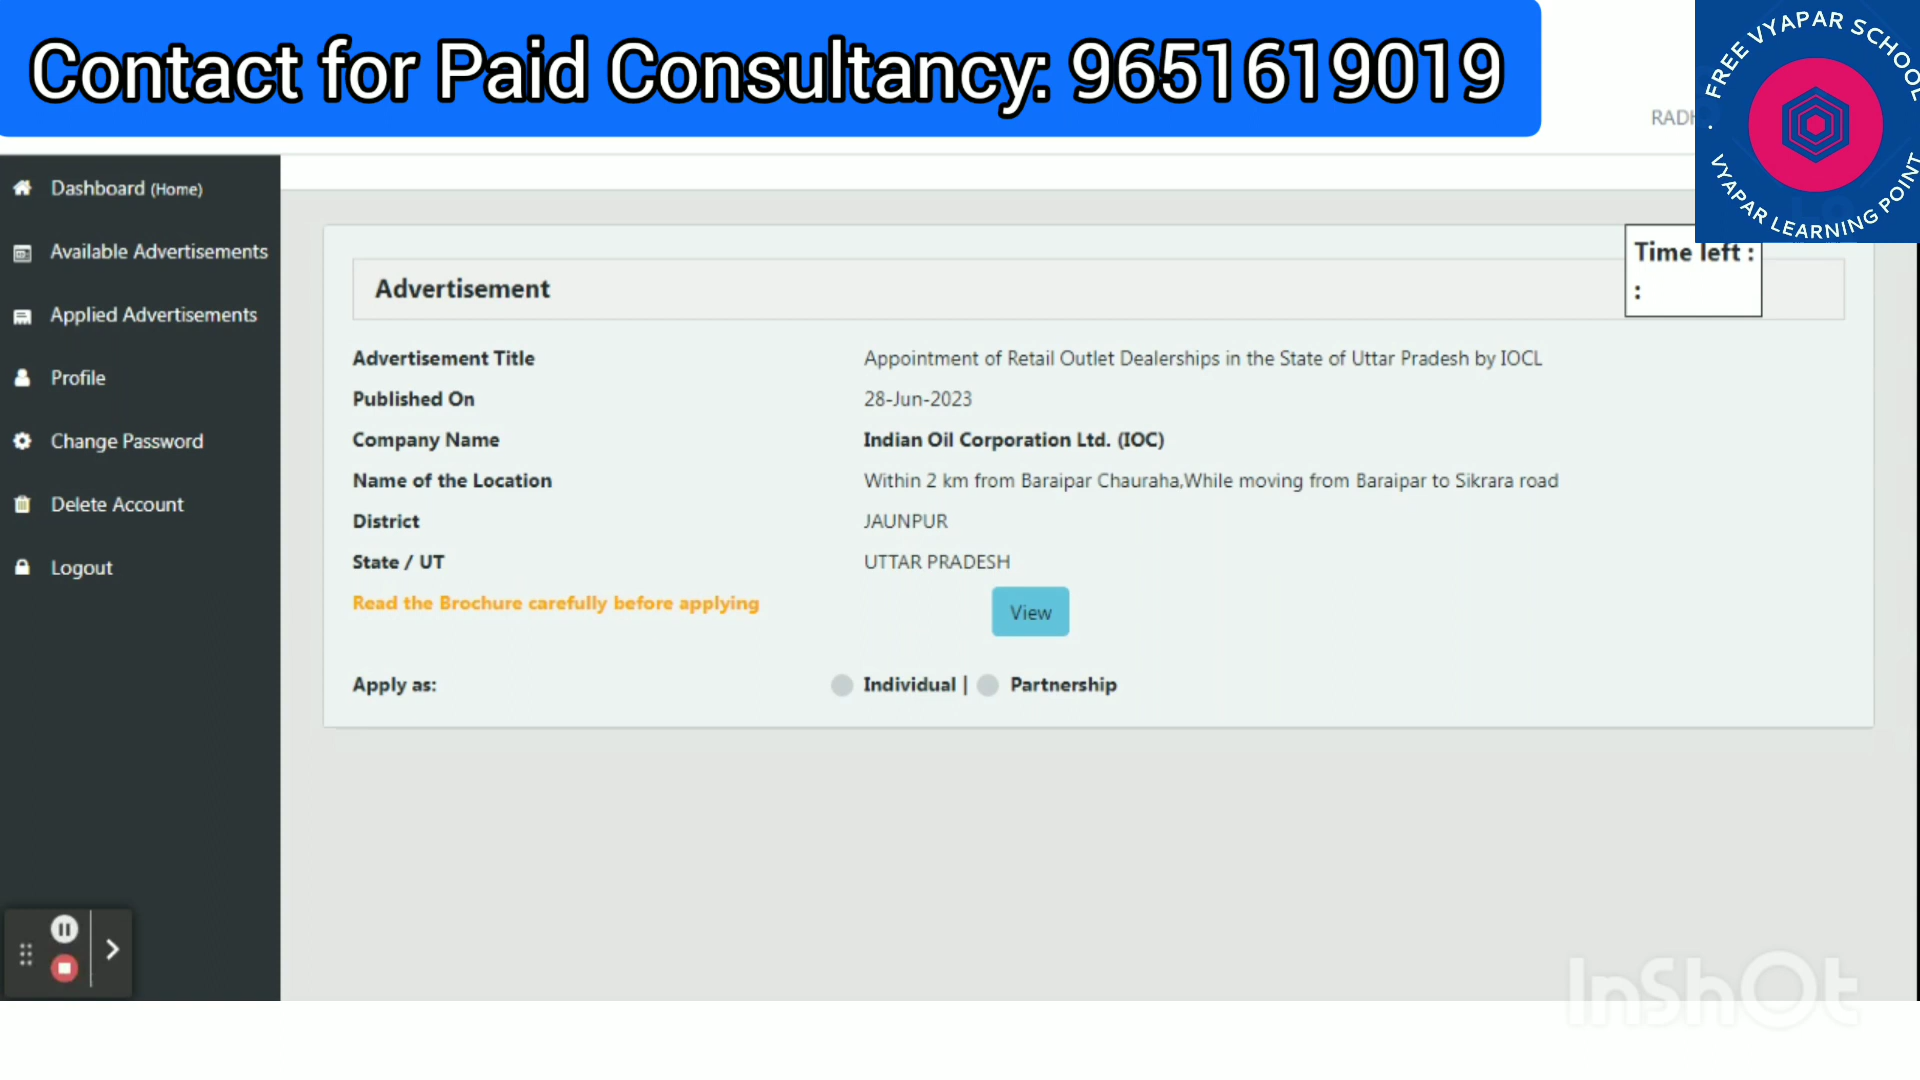 Contact for Paid Consultancy: 9651619019
FREE VYAPAR SCHOOL
VYAPAR LEARNING POINT
Dashboard (Home)
Available Advertisements
Applied Advertisements
Profile
Change Password
Delete Account
Logout
Time left :
:
Advertisement
Advertisement Title Appointment of Retail Outlet Dealerships in the State of Uttar Pradesh by IOCL
Published On 28-Jun-2023
Company Name Indian Oil Corporation Ltd. (IOC)
Name of the Location Within 2 km from Baraipar Chauraha,While moving from Baraipar to Sikrara road
District JAUNPUR
State / UT UTTAR PRADESH
Read the Brochure carefully before applying View
Apply as: Individual | Partnership
InShOt